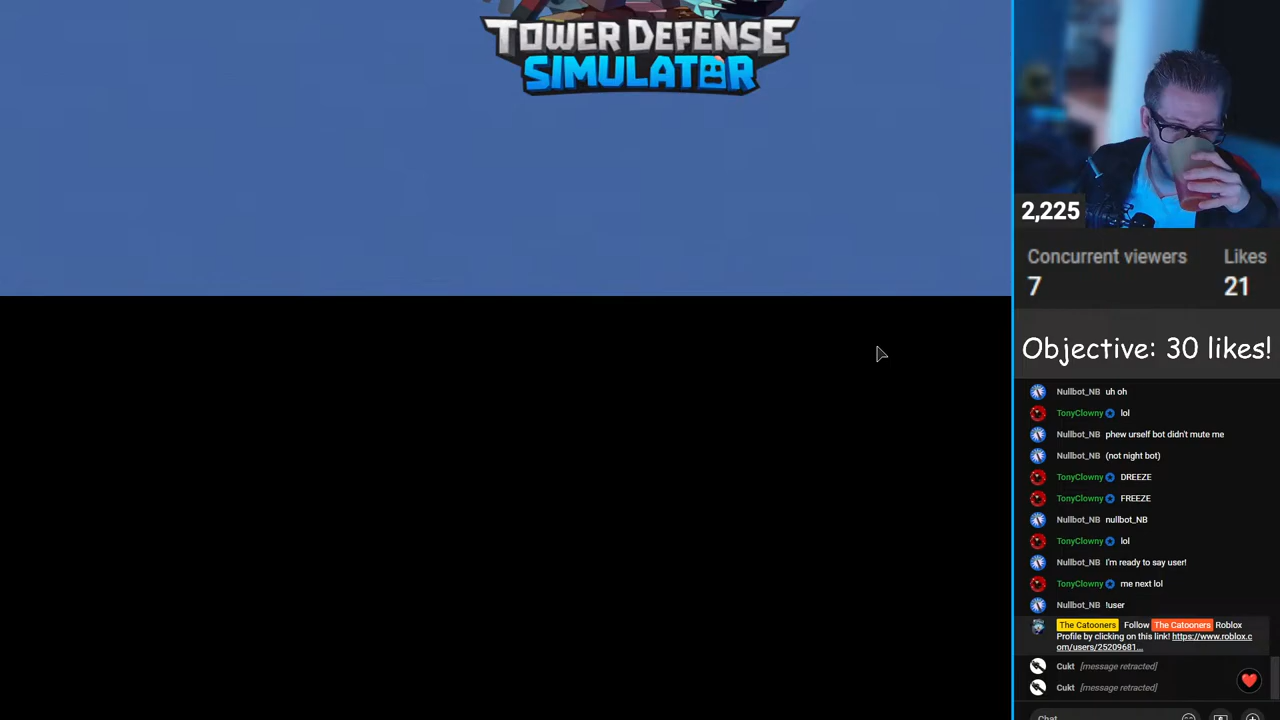 TOWER DEFENSE
SIMULATOR
2,225
Concurrent viewers
Likes
7
21
Objective: 30 likes!
Nullbot_NB uh oh
TonyClowny lol
Nullbot_NB phew urself bot didn't mute me
Nullbot_NB (not night bot)
TonyClowny DREEZE
TonyClowny FREEZE
Nullbot_NB nullbot_NB
TonyClowny lol
Nullbot_NB I'm ready to say user!
TonyClowny me next lol
Nullbot_NB !user
The Catooners Follow The Catooners Roblox
Profile by clicking on this link! https://www.roblox.c
om/users/25209681...
Cukt [message retracted]
Cukt [message retracted]
Chat